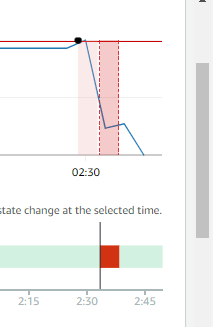 02:30
state change at the selected time.
2:15 2:30 2:45